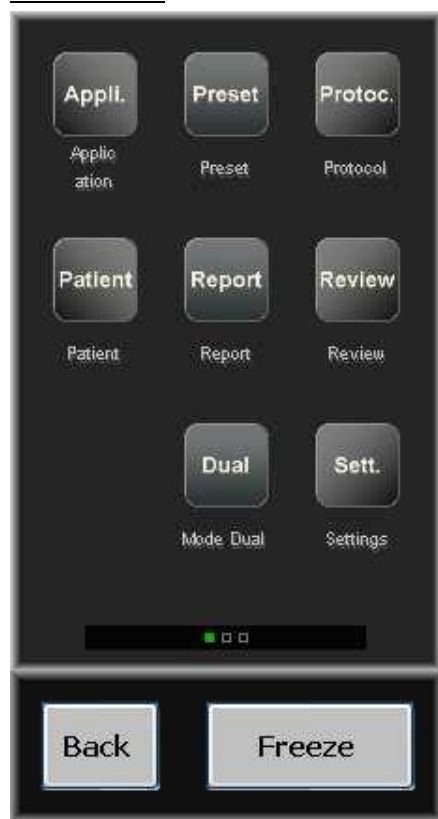 Appli. Preset Protoc.
Applic
ation
Preset Protocol
Patient Report Review
Patient Report Review
Dual Sett.
Mode Dual Settings
Back Freeze